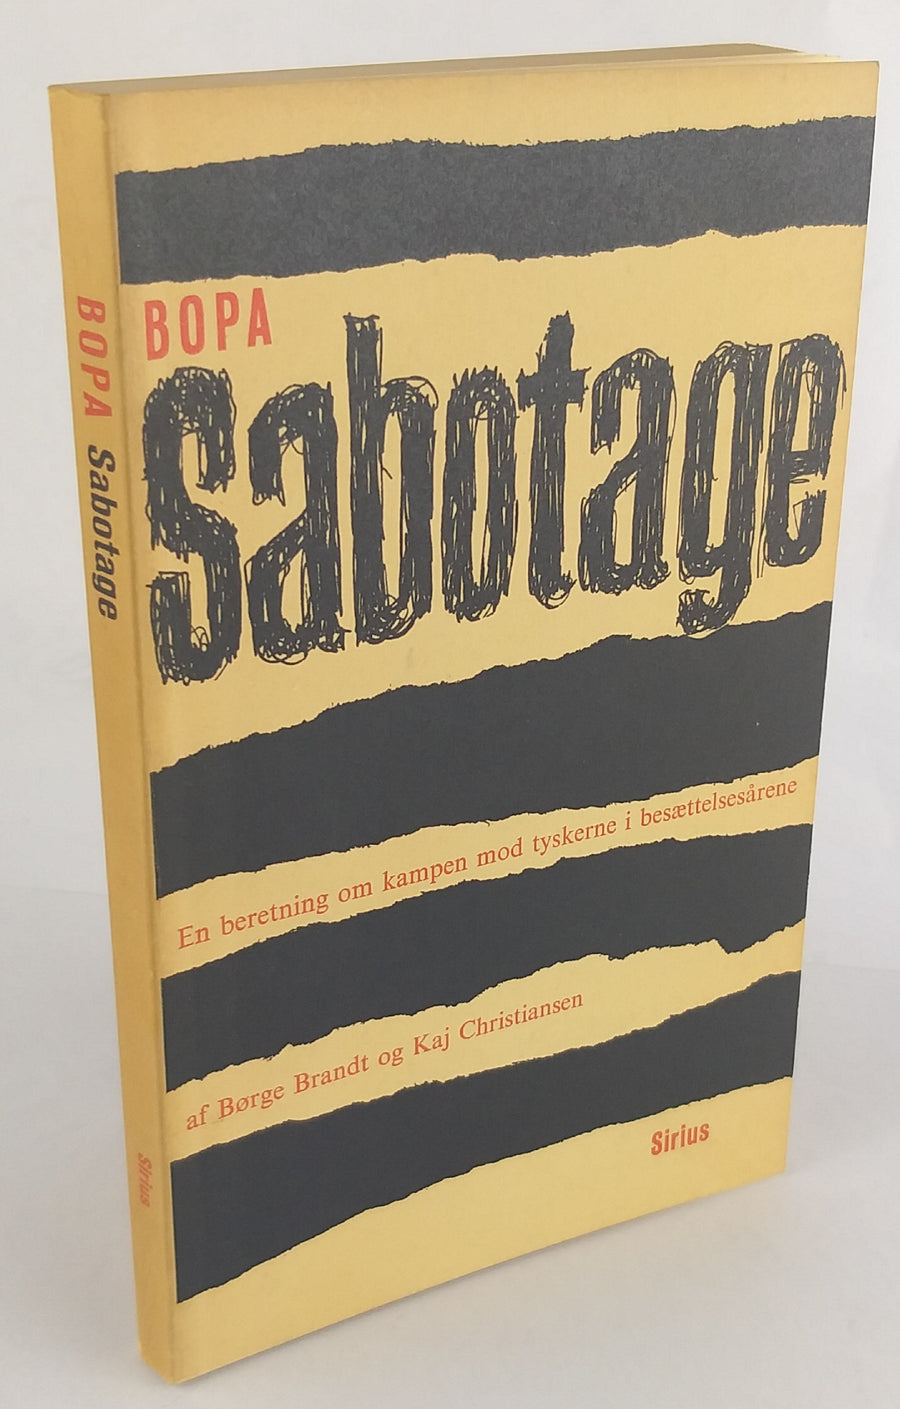 BOPA
sabotage
En beretning om kampen mod tyskerne i besættelsesårene
af Børge Brandt og Kaj Christiansen
Sirius
BOPA Sabotage
Sirius